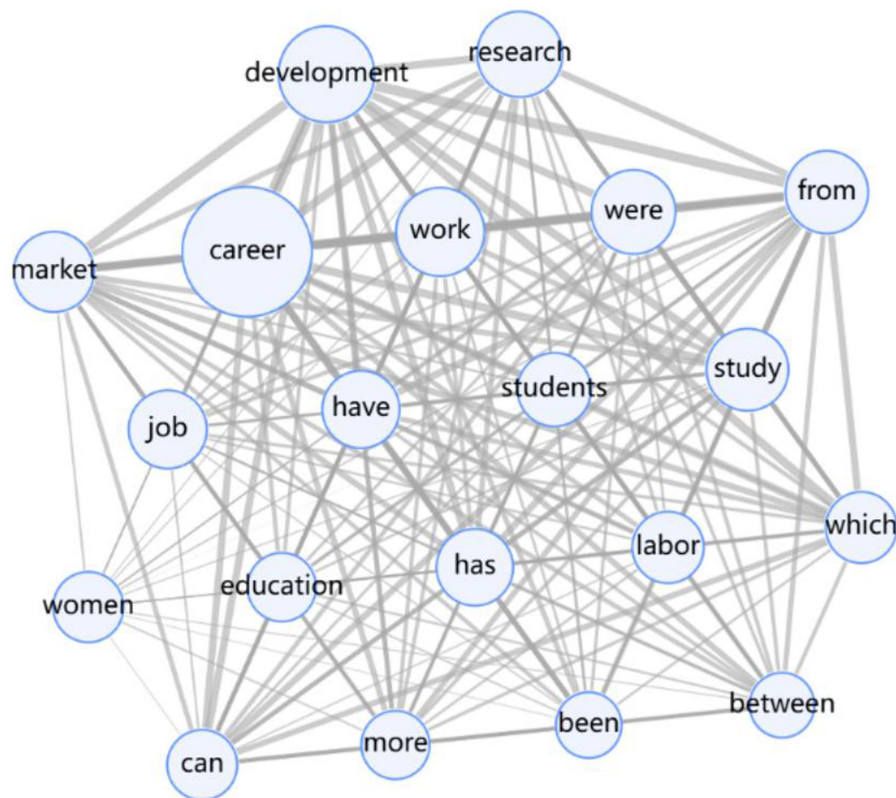 research
development
from
were
work
career
market
study
students
have
job
which
labor
has
education
women
between
been
more
can